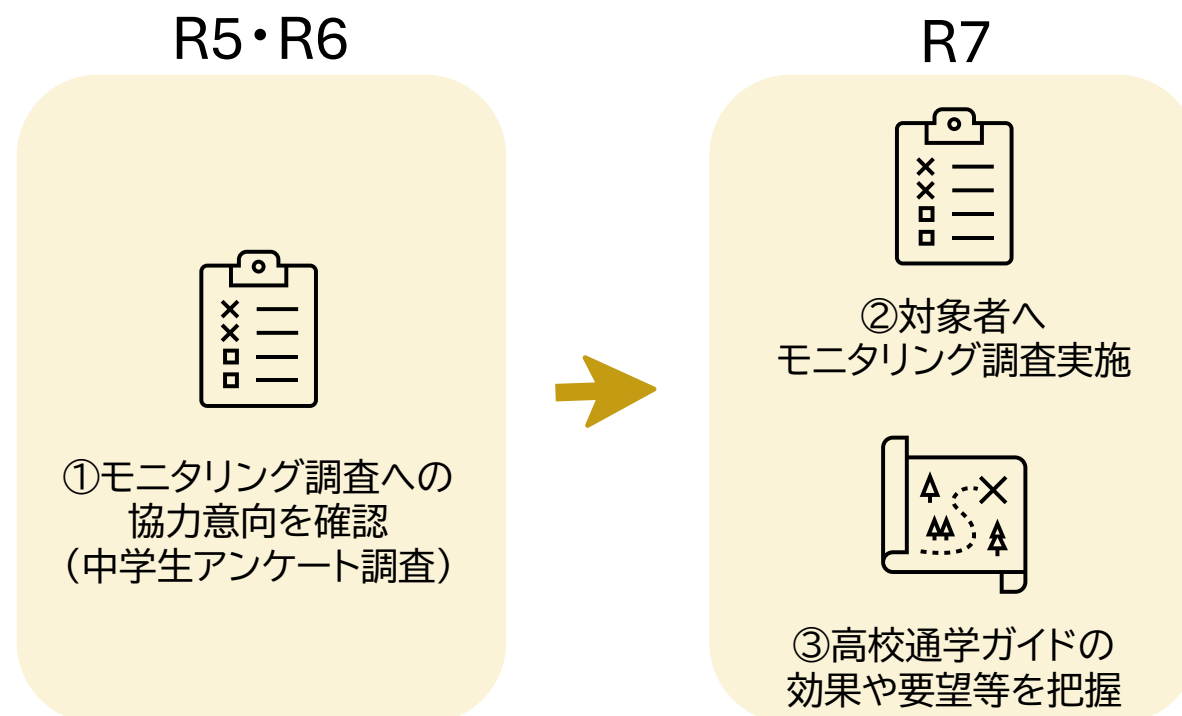 R5・R6
①モニタリング調査への
協力意向を確認
（中学生アンケート調査）
R7
②対象者へ
モニタリング調査実施
③高校通学ガイドの
効果や要望等を把握